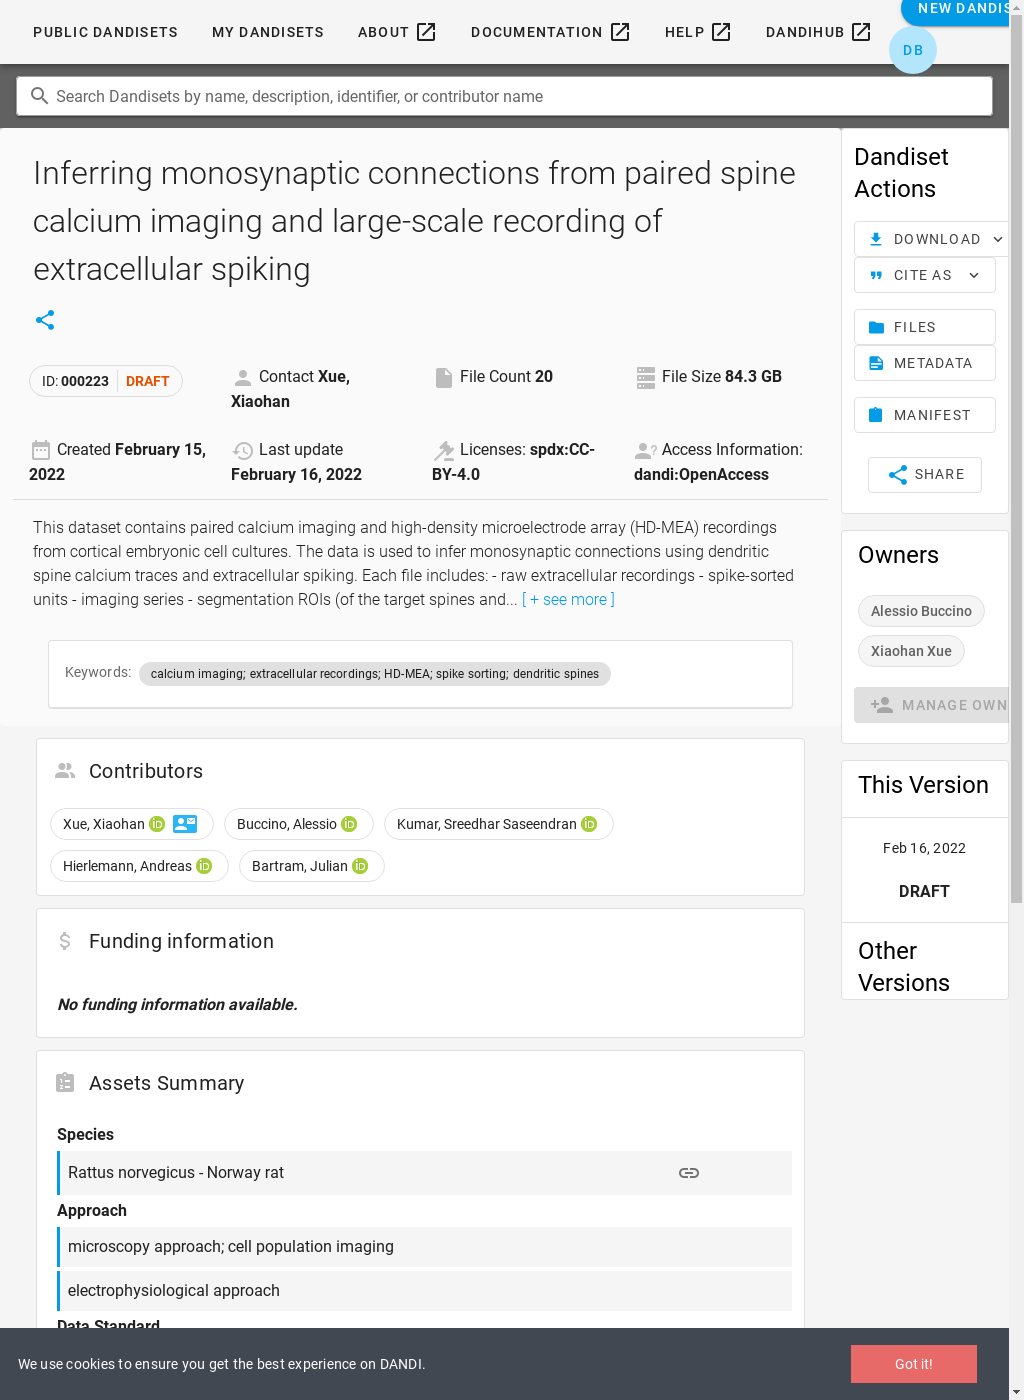 PUBLIC DANDISETS MY DANDISETS ABOUT DOCUMENTATION HELP DANDIHUB NEW DANDIS
DB
Search Dandisets by name, description, identifier, or contributor name
Inferring monosynaptic connections from paired spine
calcium imaging and large-scale recording of
extracellular spiking
ID: 000223 DRAFT
Contact Xue,
Xiaohan
File Count 20
File Size 84.3 GB
Created February 15,
2022
Last update
February 16, 2022
Licenses: spdx:CC-
BY-4.0
Access Information:
dandi:OpenAccess
This dataset contains paired calcium imaging and high-density microelectrode array (HD-MEA) recordings
from cortical embryonic cell cultures. The data is used to infer monosynaptic connections using dendritic
spine calcium traces and extracellular spiking. Each file includes: - raw extracellular recordings - spike-sorted
units - imaging series - segmentation ROIs (of the target spines and... [ + see more ]
Keywords: calcium imaging; extracellular recordings; HD-MEA; spike sorting; dendritic spines
Contributors
Xue, Xiaohan iD Buccino, Alessio iD Kumar, Sreedhar Saseendran iD
Hierlemann, Andreas iD Bartram, Julian iD
Funding information
No funding information available.
Assets Summary
Species
Rattus norvegicus - Norway rat
Approach
microscopy approach; cell population imaging
electrophysiological approach
Data Standard
Dandiset
Actions
DOWNLOAD
CITE AS
FILES
METADATA
MANIFEST
SHARE
Owners
Alessio Buccino
Xiaohan Xue
MANAGE OWN
This Version
Feb 16, 2022
DRAFT
Other
Versions
We use cookies to ensure you get the best experience on DANDI.
Got it!